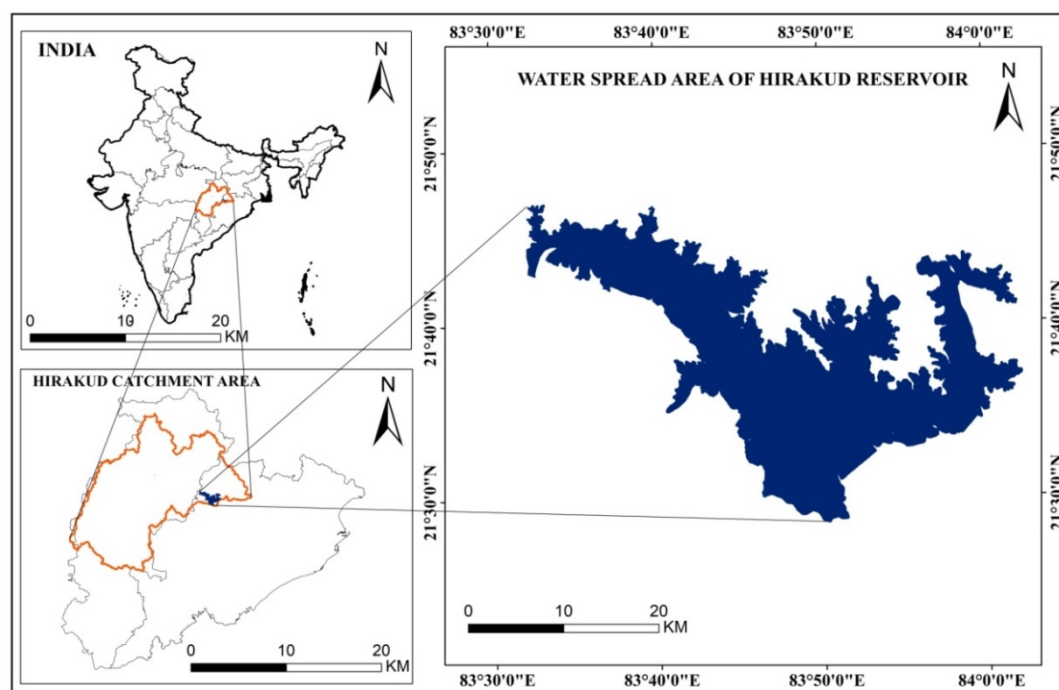 INDIA
N
0 10 20
KM
HIRAKUD CATCHMENT AREA
N
0 10 20
KM
83°30'0"E 83°40'0"E 83°50'0"E 84°0'0"E
WATER SPREAD AREA OF HIRAKUD RESERVOIR
N
21°50'0"N 21°50'0"N
21°40'0"N 21°40'0"N
21°30'0"N 21°30'0"N
0 10 20
KM
83°30'0"E 83°40'0"E 83°50'0"E 84°0'0"E